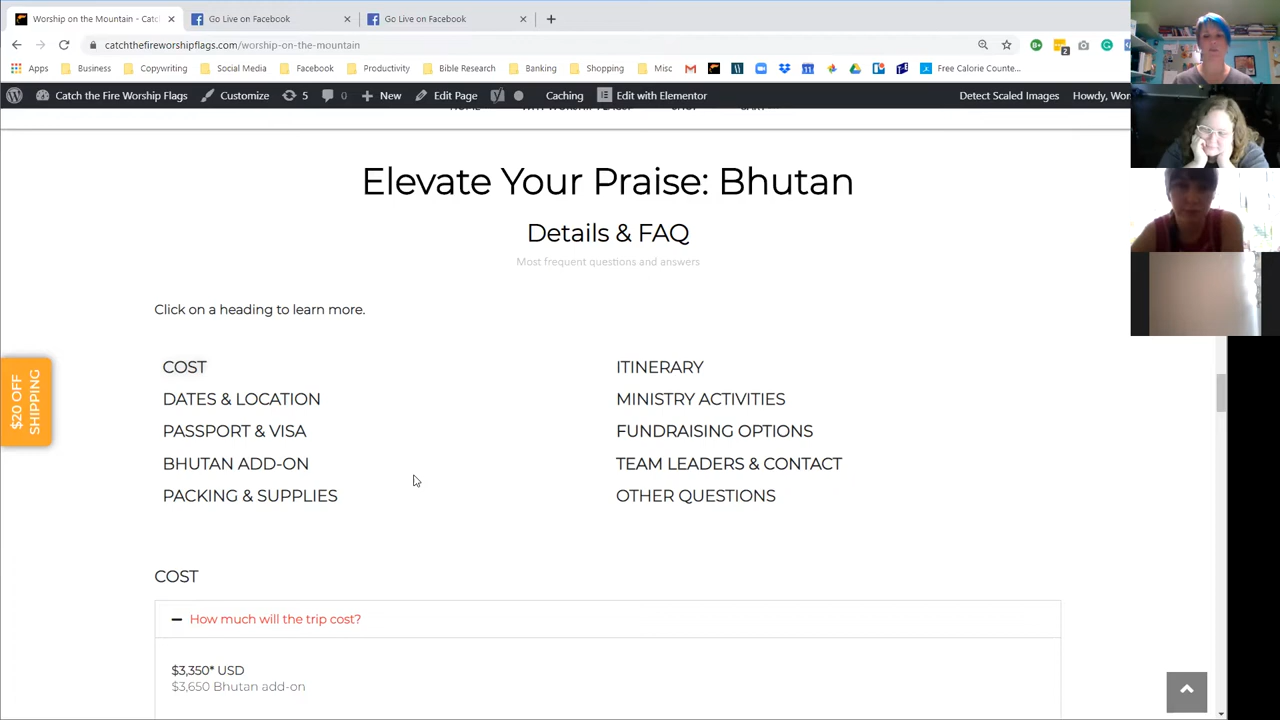 Worship on the Mountain - Catc
Go Live on Facebook
Go Live on Facebook
catchthefireworshipflags.com/worship-on-the-mountain
Apps
Business
Copywriting
Social Media
Facebook
Productivity
Bible Research
Banking
Shopping
Misc
Free Calorie Counte...
Catch the Fire Worship Flags
Customize
5
0
New
Edit Page
Caching
Edit with Elementor
Detect Scaled Images
Howdy, Wor
Elevate Your Praise: Bhutan
Details & FAQ
Most frequent questions and answers
Click on a heading to learn more.
COST
DATES & LOCATION
PASSPORT & VISA
BHUTAN ADD-ON
PACKING & SUPPLIES
ITINERARY
MINISTRY ACTIVITIES
FUNDRAISING OPTIONS
TEAM LEADERS & CONTACT
OTHER QUESTIONS
$20 OFF
SHIPPING
COST
How much will the trip cost?
$3,350* USD
$3,650 Bhutan add-on